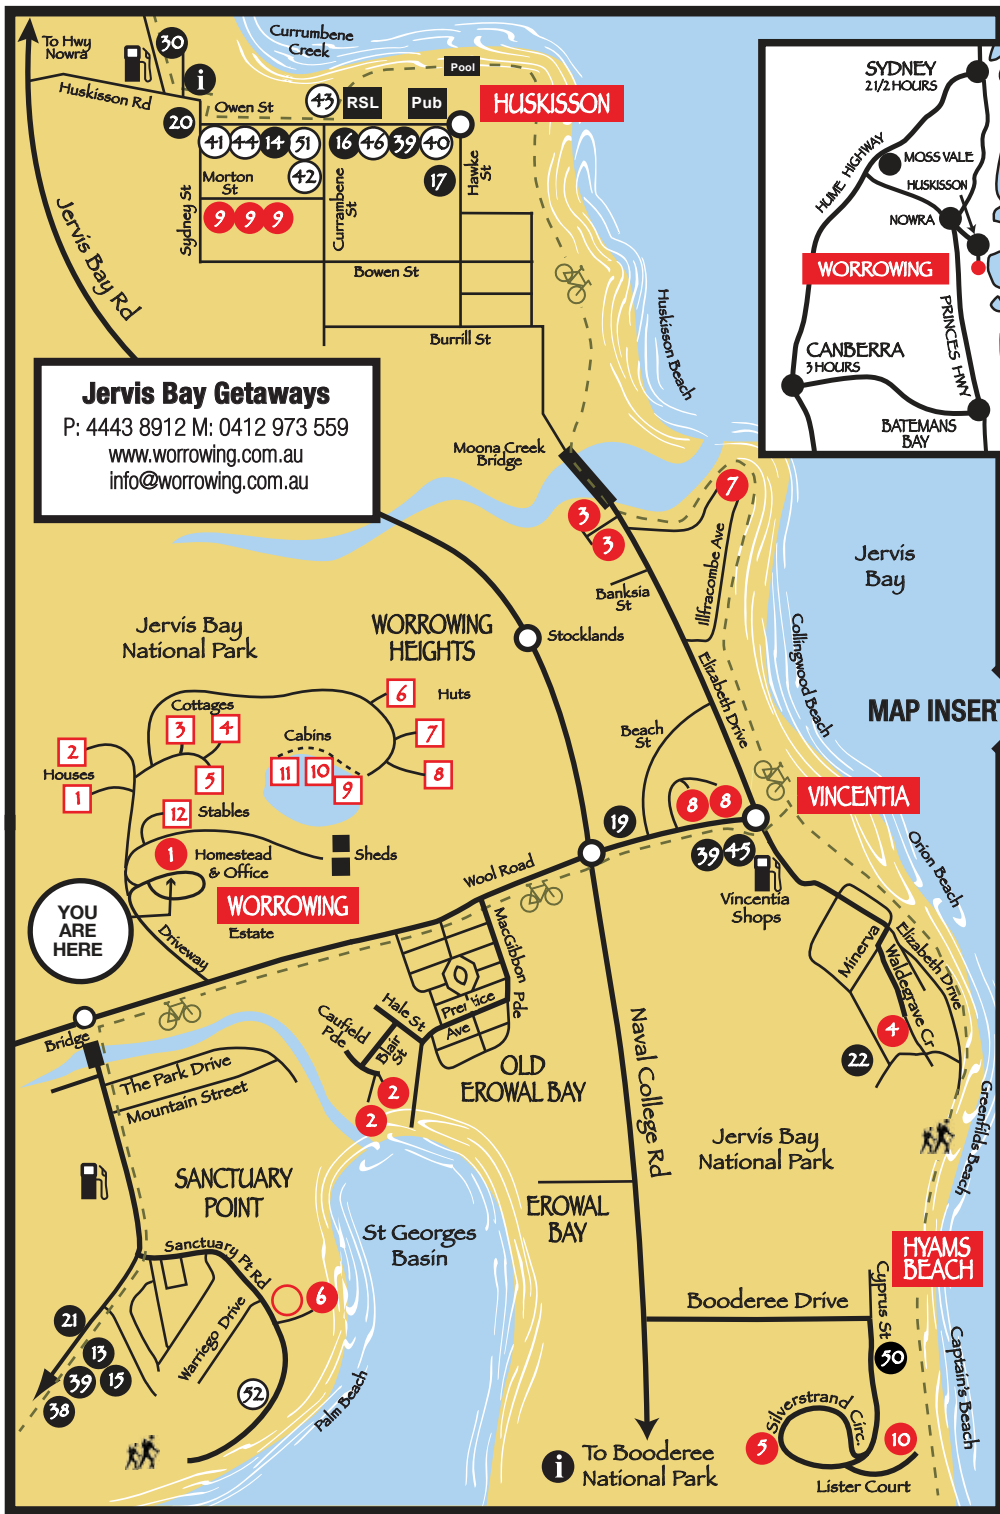 To Hwy
Nowra
30
i
Huskisson Rd
20
Currumbene
Creek
Pool
Owen St
43
RSL
Pub
HUSKISSON
41
44
14
51
16
46
39
40
42
17
Hawke
St
Morton
St
Sydney St
9
9
9
Currambene
St
Bowen St
Burrill St
Jervis Bay Rd
Huskisson Beach
SYDNEY
2 1/2 HOURS
HUME HIGHWAY
MOSS VALE
HUSKISSON
NOWRA
WORROWING
PRINCES HWY
CANBERRA
3 HOURS
BATEMANS
BAY
Jervis Bay Getaways
P: 4443 8912 M: 0412 973 559
www.worrowing.com.au
info@worrowing.com.au
Moona Creek
Bridge
3
3
7
Illfracombe Ave
Banksia
St
Jervis
Bay
Collingwood Beach
Elizabeth Drive
MAP INSERT
Jervis Bay
National Park
WORROWING
HEIGHTS
Stocklands
6
Huts
7
8
Cottages
3
4
5
Cabins
11
10
9
2
Houses
1
12
Stables
1
Homestead
& Office
Sheds
WORROWING
Estate
YOU
ARE
HERE
Driveway
Beach
St
8
8
19
VINCENTIA
39
45
Vincentia
Shops
Wool Road
Orion Beach
Minerva
Elizabeth Drive
Waldegrave Cr
4
22
MacGibbon Pde
Prentice
Ave
Hale St
Caufield
Pde
Blair
St
2
2
OLD
EROWAL BAY
Naval College Rd
Bridge
The Park Drive
Mountain Street
SANCTUARY
POINT
Jervis Bay
National Park
Greenfilds Beach
St Georges
Basin
EROWAL
BAY
HYAMS
BEACH
Sanctuary Pt Rd
6
Warriego Drive
21
13
39
15
38
52
Palm Beach
Booderee Drive
Cyprus St
50
Captain's Beach
Silverstrand Circ.
5
10
Lister Court
i
To Booderee
National Park